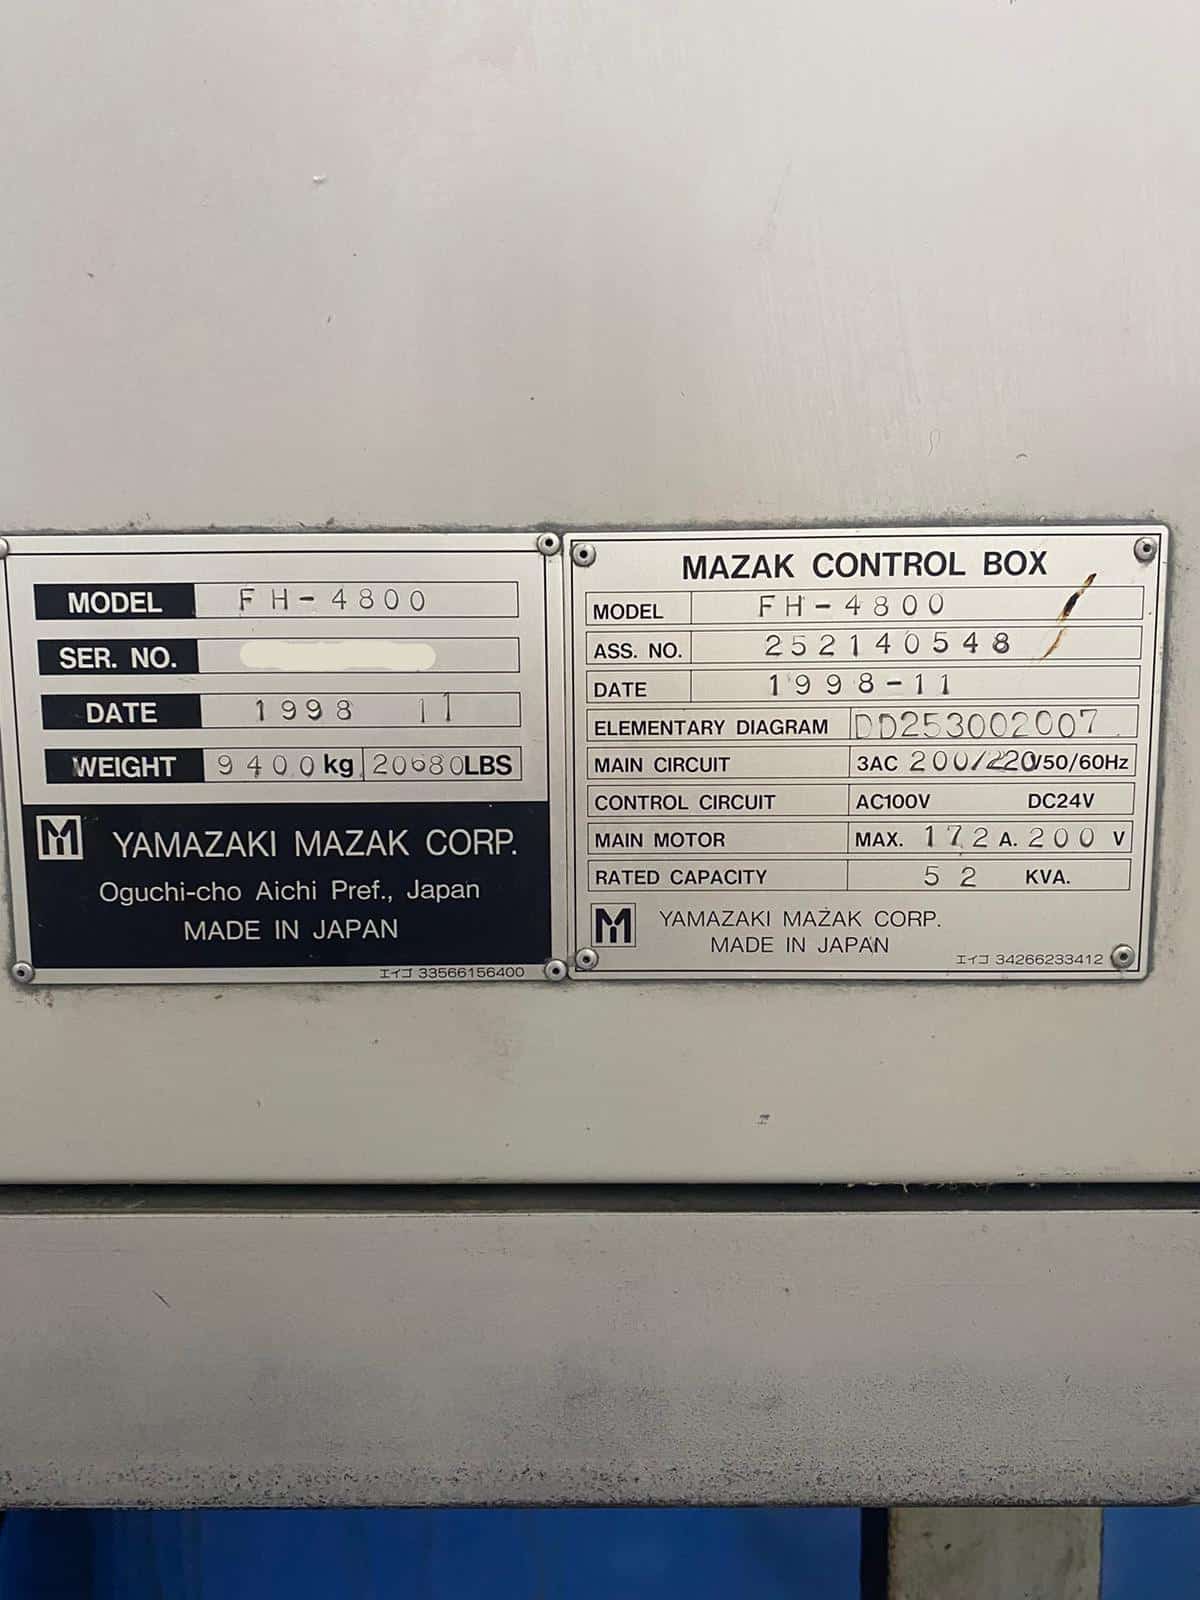 MODEL FH-4800
SER. NO.
DATE 1998 11
WEIGHT 9400kg 20680LBS
YAMAZAKI MAZAK CORP.
Oguchi-cho Aichi Pref., Japan
MADE IN JAPAN
エイコ 33566156400
MAZAK CONTROL BOX
MODEL FH-4800
ASS. NO. 252140548
DATE 1998-11
ELEMENTARY DIAGRAM DD253002007
MAIN CIRCUIT 3AC 200/220V50/60Hz
CONTROL CIRCUIT AC100V DC24V
MAIN MOTOR MAX. 172A. 200 V
RATED CAPACITY 52 KVA.
YAMAZAKI MAZAK CORP.
MADE IN JAPAN
エイコ 34266233412